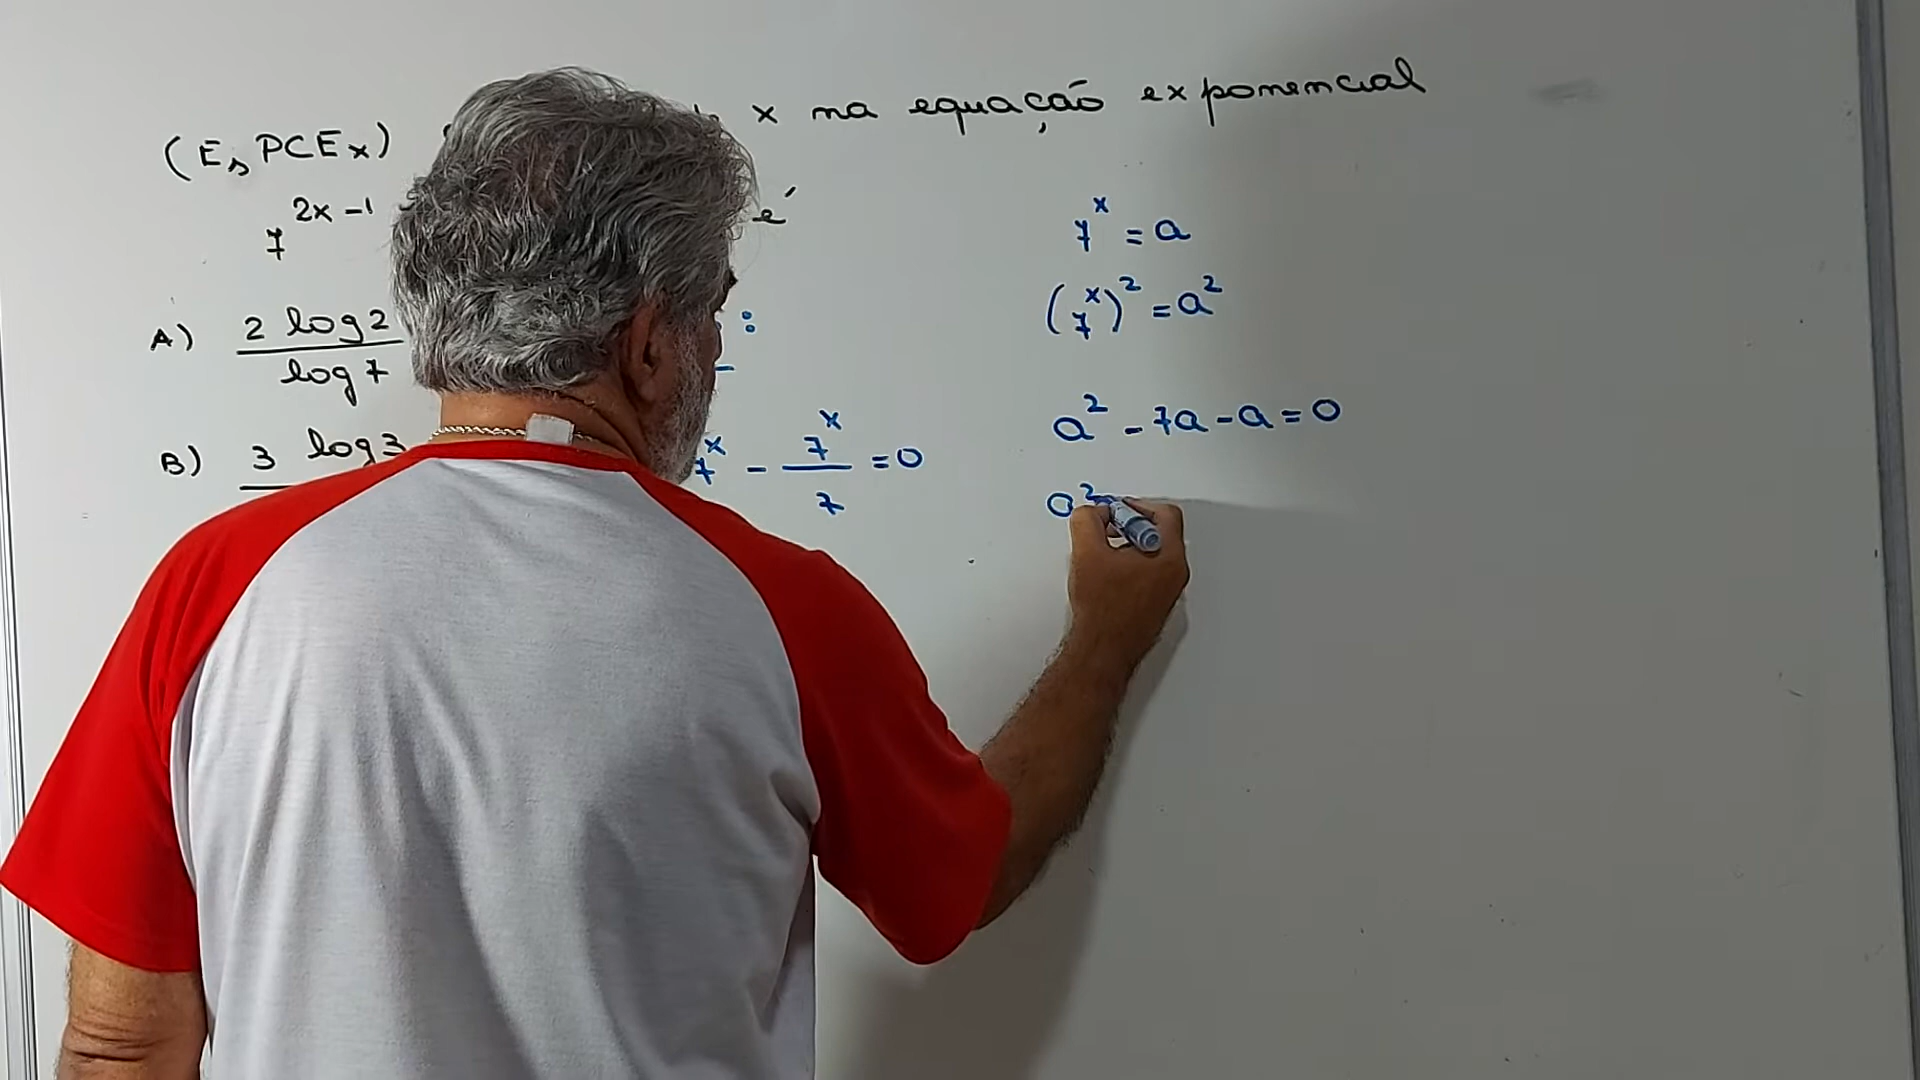 (EsPCEx) x na equação exponencial
7^{2x-1} é
A) 2 log2 / log7
B) 3 log3
:
7^x - 7^x/7 = 0
7^x = a
(7^x)^2 = a^2
a^2 - 7a - a = 0
a^2